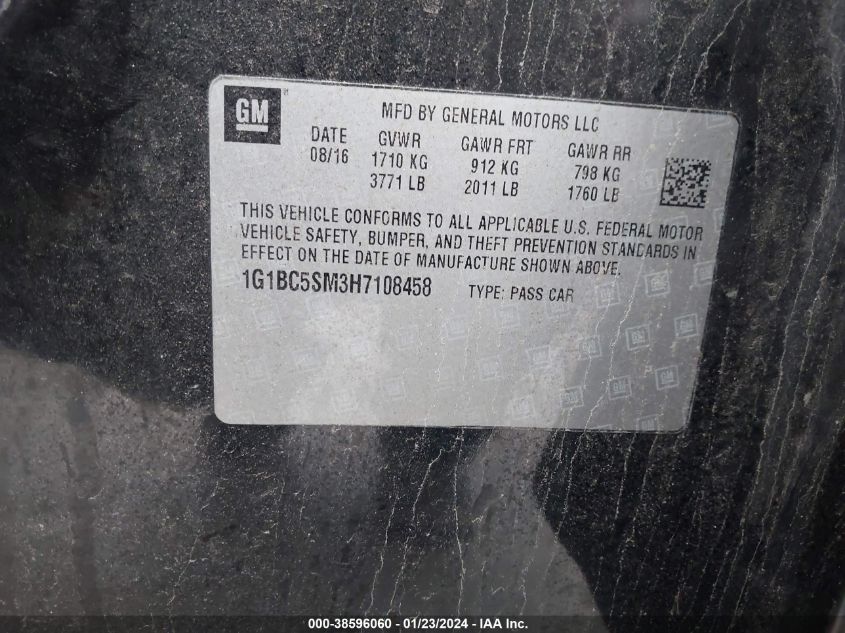 GM
MFD BY GENERAL MOTORS LLC
DATE GVWR GAWR FRT GAWR RR
08/16 1710 KG 912 KG 798 KG
3771 LB 2011 LB 1760 LB
THIS VEHICLE CONFORMS TO ALL APPLICABLE U.S. FEDERAL MOTOR
VEHICLE SAFETY, BUMPER, AND THEFT PREVENTION STANDARDS IN
EFFECT ON THE DATE OF MANUFACTURE SHOWN ABOVE.
1G1BC5SM3H7108458 TYPE: PASS CAR
000-38596060 - 01/23/2024 - IAA Inc.